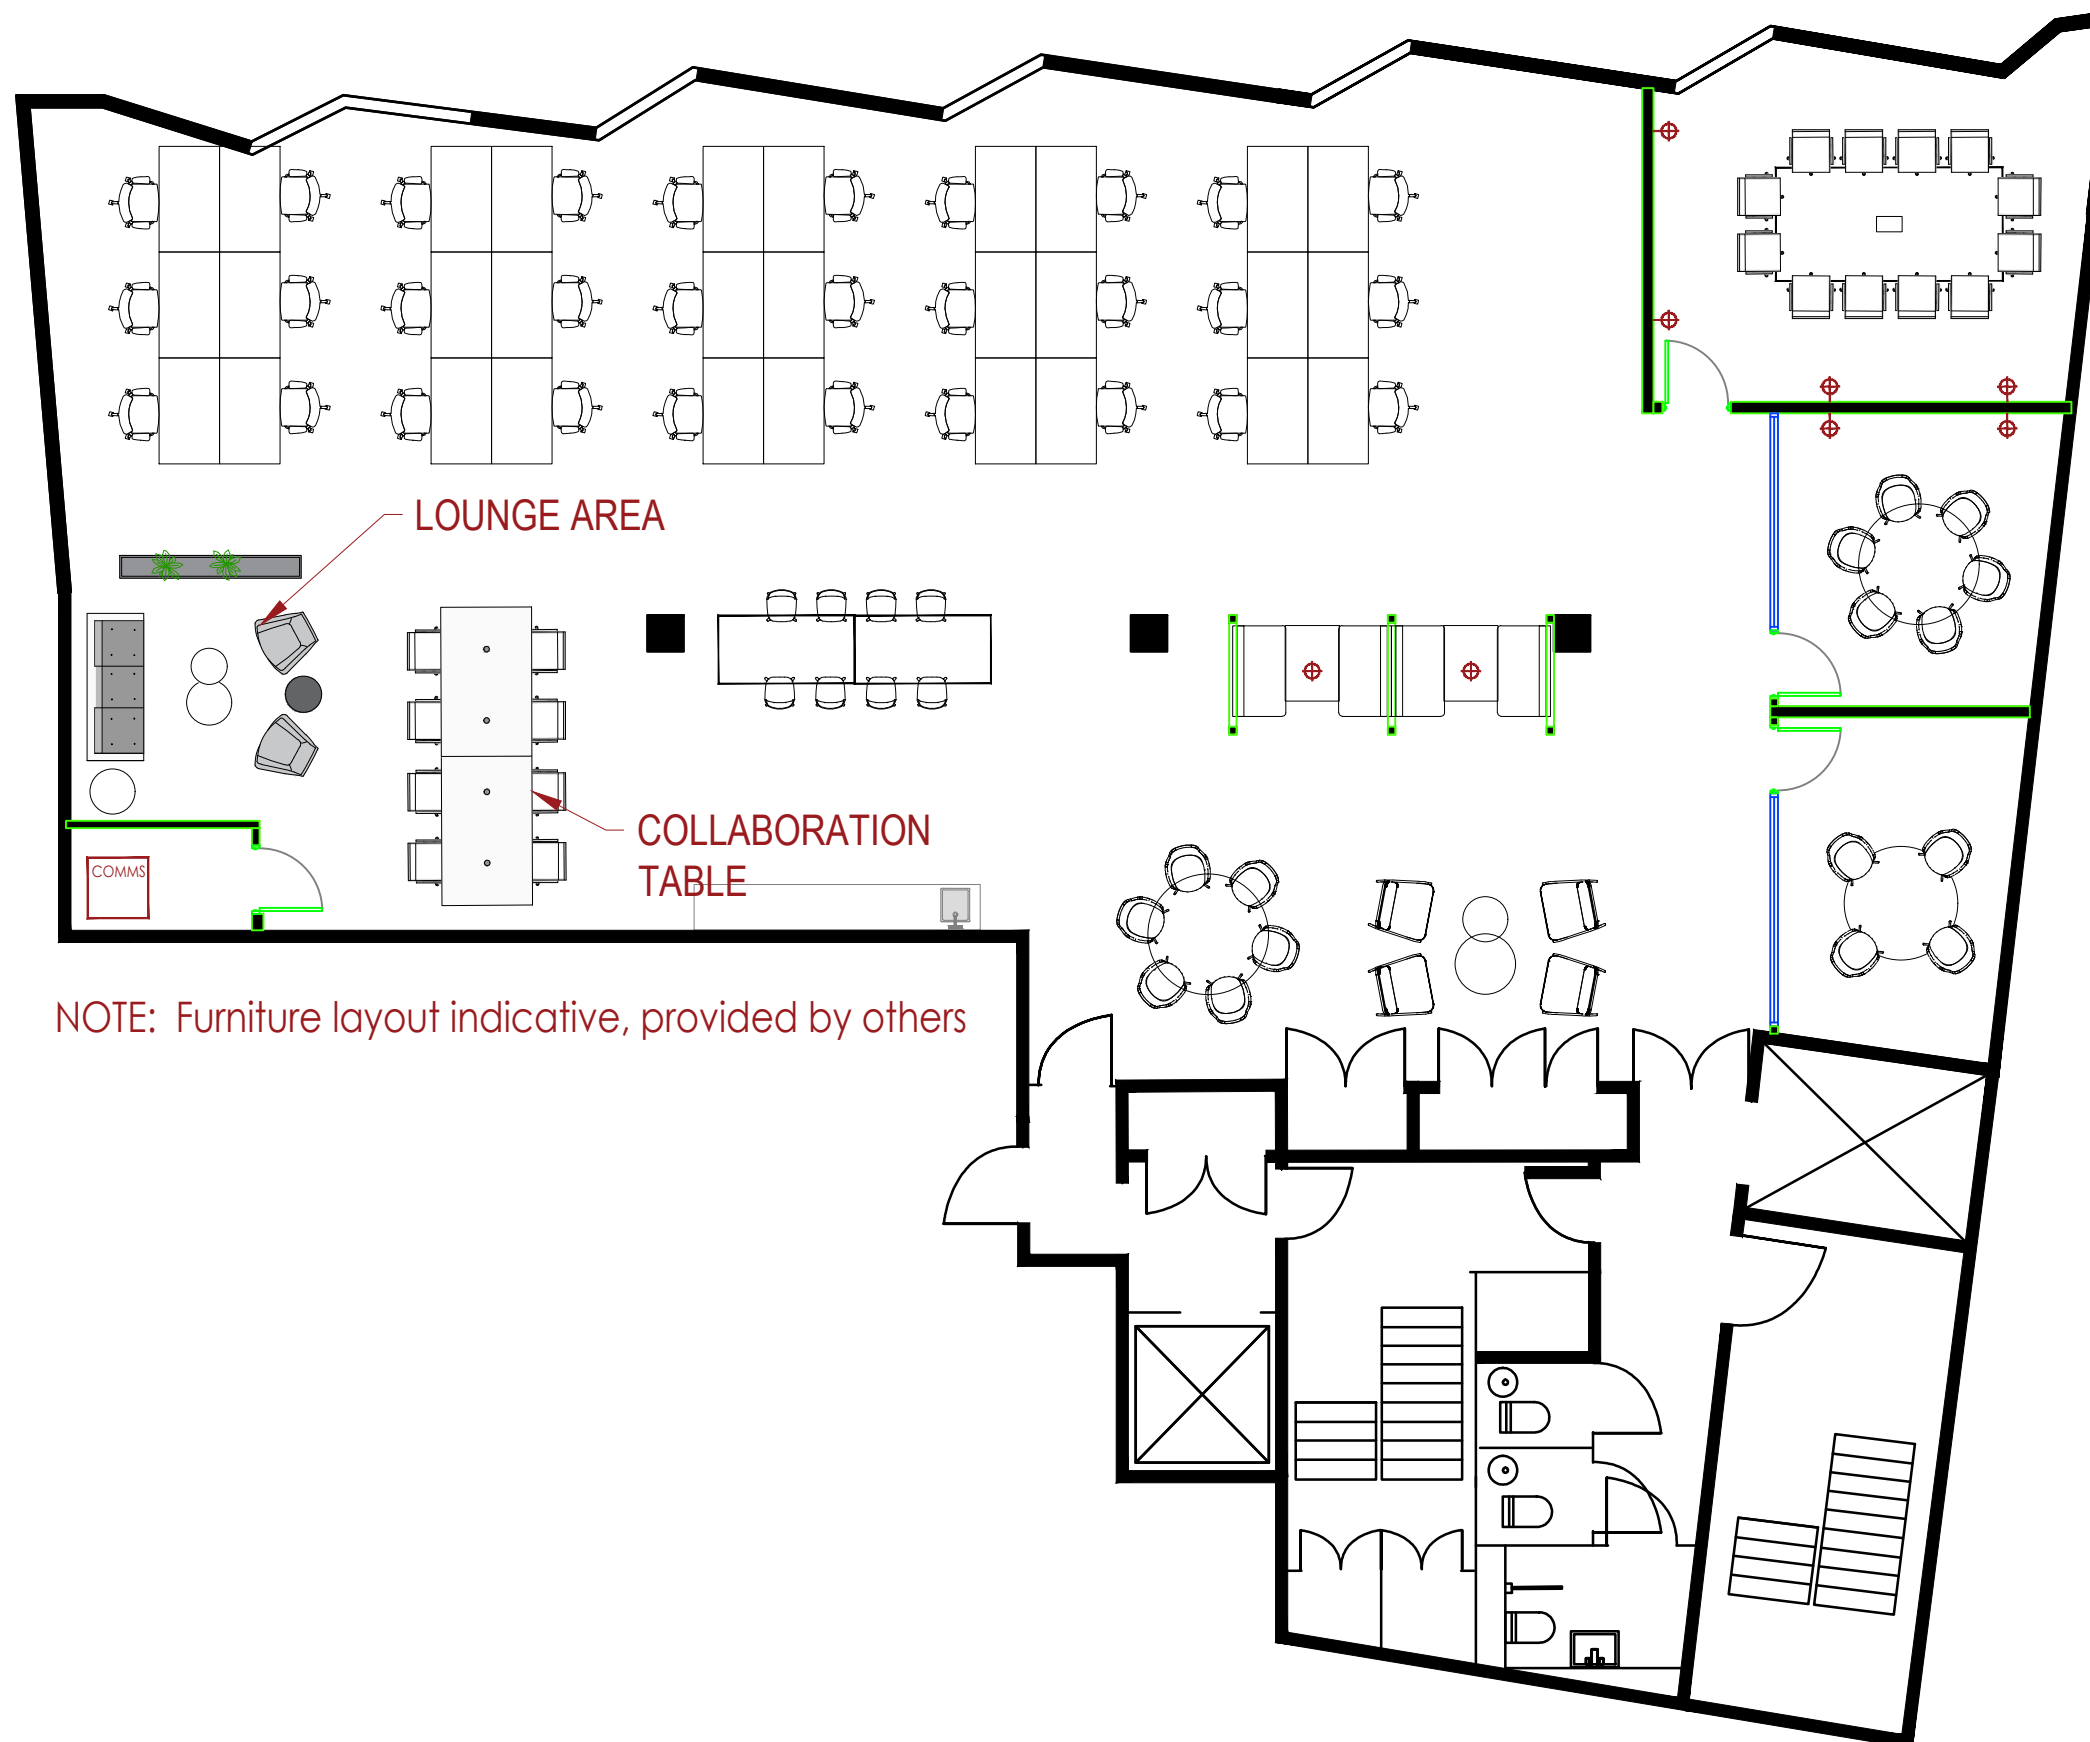 LOUNGE AREA
COLLABORATION
TABLE
COMMS
NOTE: Furniture layout indicative, provided by others